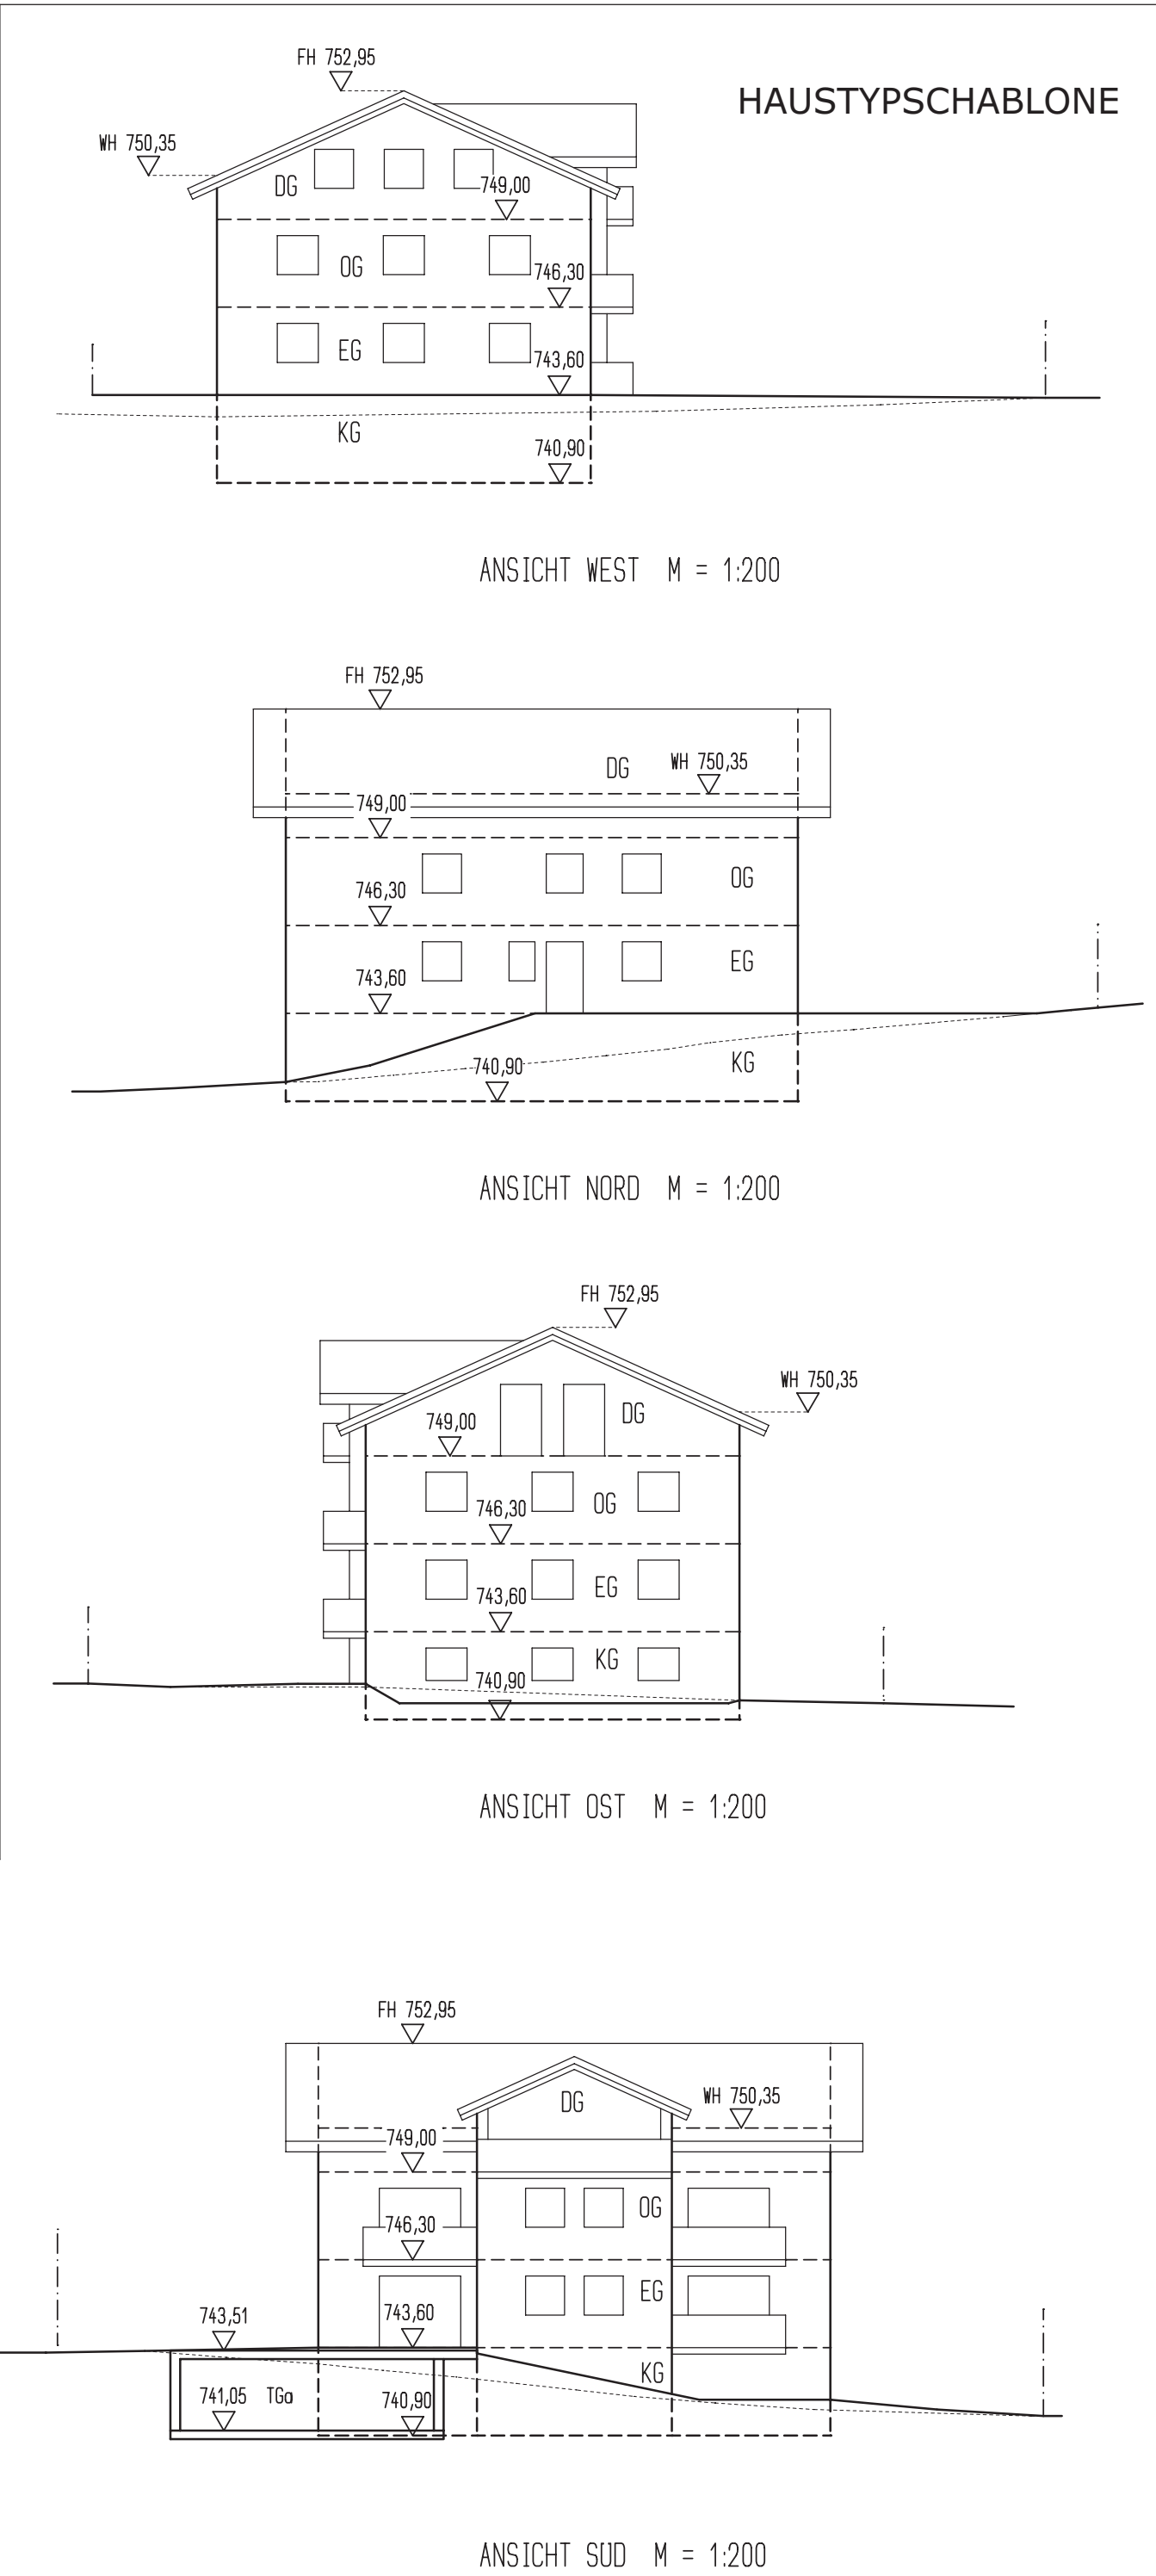 FH 752,95
HAUSTYPSCHABLONE
WH 750,35
DG
749,00
OG
746,30
EG
743,60
KG
740,90
ANSICHT WEST M = 1:200
FH 752,95
DG
WH 750,35
749,00
OG
746,30
EG
743,60
KG
740,90
ANSICHT NORD M = 1:200
FH 752,95
WH 750,35
DG
749,00
OG
746,30
EG
743,60
KG
740,90
ANSICHT OST M = 1:200
FH 752,95
DG
WH 750,35
749,00
OG
746,30
EG
743,51
743,60
KG
741,05 TGa
740,90
ANSICHT SÜD M = 1:200